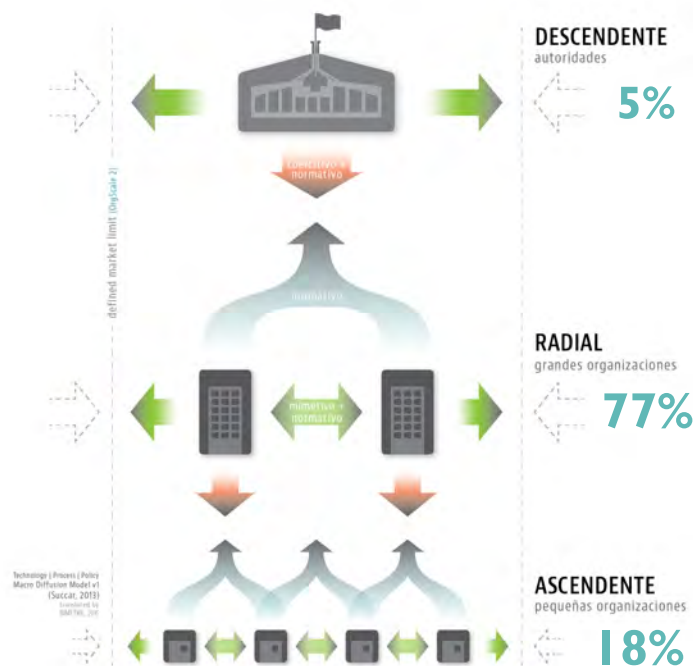 DESCENDENTE
autoridades
5%
coercitivo +
normativo
defined market limit (OrgScale 2)
normativo
RADIAL
grandes organizaciones
77%
mimetivo +
normativo
Technology | Process | Policy
Macro Diffusion Model v1
(Succar, 2013)
ASCENDENTE
pequeñas organizaciones
18%